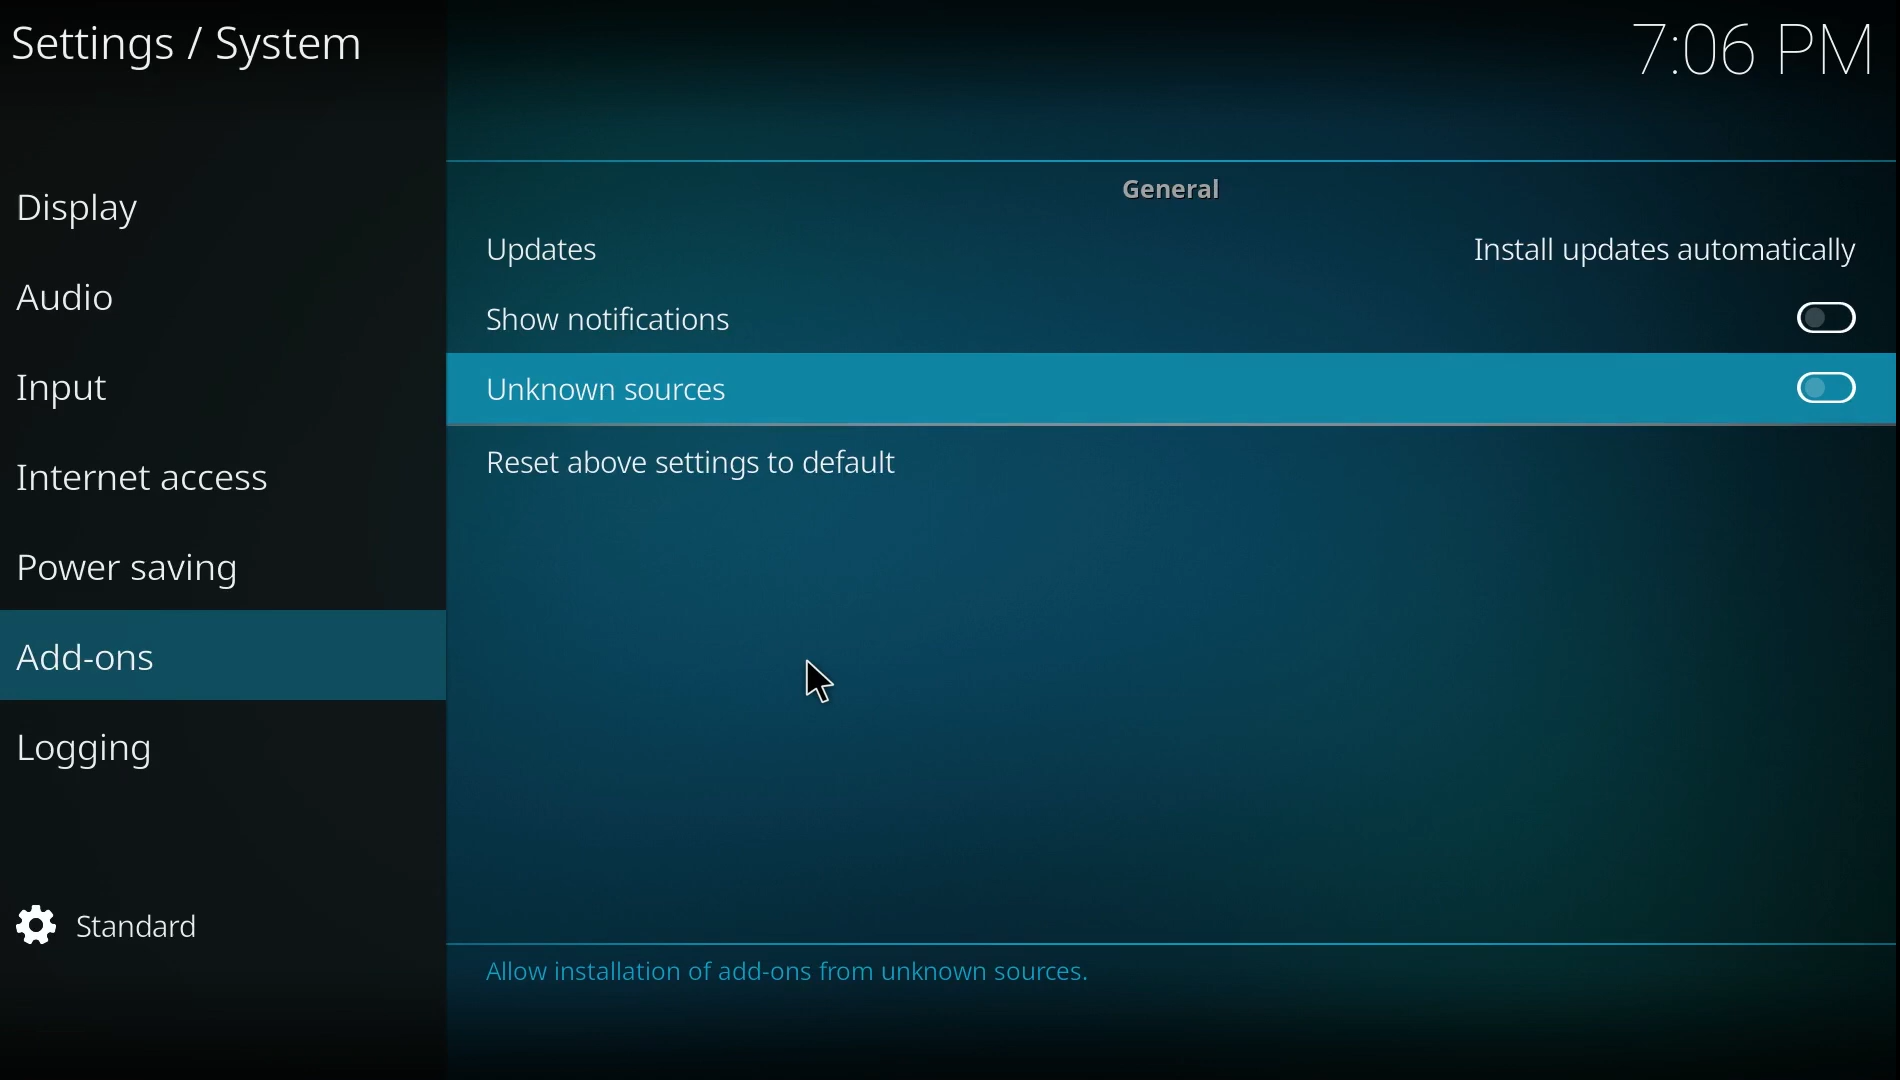 Settings / System
7:06 PM
Display
Audio
Input
Internet access
Power saving
Add-ons
Logging
Standard
General
Updates
Install updates automatically
Show notifications
Unknown sources
Reset above settings to default
Allow installation of add-ons from unknown sources.